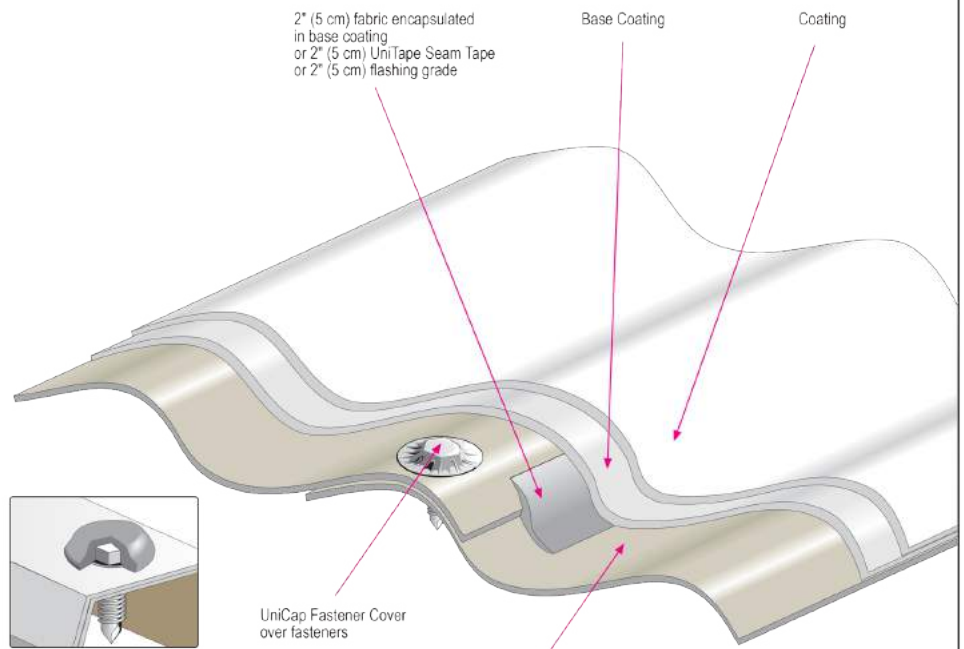 2" (5 cm) fabric encapsulated
in base coating
or 2" (5 cm) UniTape Seam Tape
or 2" (5 cm) flashing grade
Base Coating
Coating
UniCap Fastener Cover
over fasteners